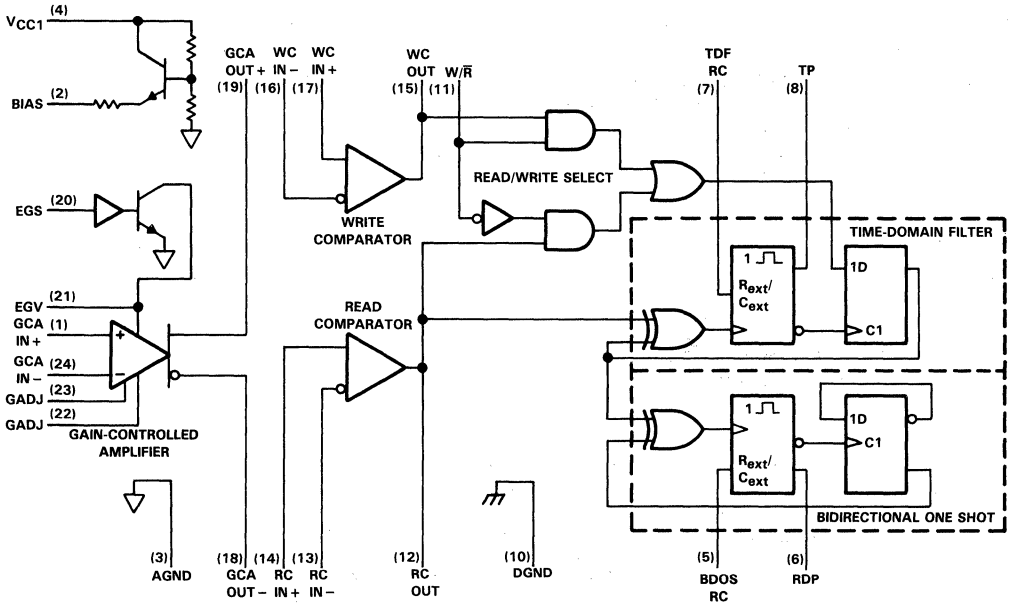 (4)
VCC1
(2)
BIAS
GCA
OUT +
(19)
WC
IN −
(16)
WC
IN +
(17)
WC
OUT
(15)
W/R̅
(11)
TDF
RC
(7)
TP
(8)
READ/WRITE SELECT
WRITE
COMPARATOR
(20)
EGS
TIME-DOMAIN FILTER
1
Rext/
Cext
1D
C1
(21)
EGV
GCA
IN +
(1)
+
GCA
IN −
(24)
−
(23)
GADJ
(22)
GADJ
GAIN-CONTROLLED
AMPLIFIER
READ
COMPARATOR
1
Rext/
Cext
1D
C1
BIDIRECTIONAL ONE SHOT
(3)
AGND
(18)
GCA
OUT −
(14)
RC
IN +
(13)
RC
IN −
(12)
RC
OUT
(10)
DGND
(5)
BDOS
RC
(6)
RDP